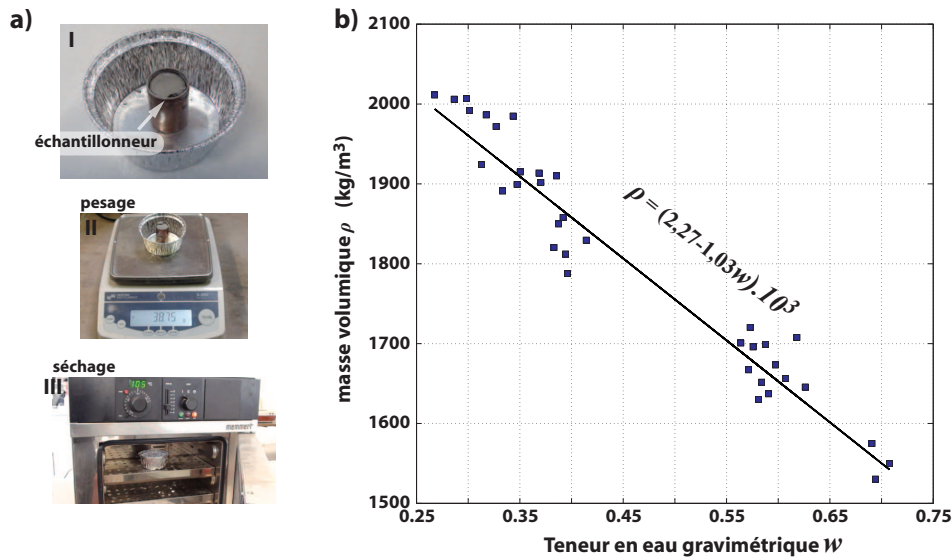 a)
I
échantillonneur
pesage
II
38.75 g
séchage
III
105 °C
memmert
b)
masse volumique ρ (kg/m³)
2100
2000
1900
1800
1700
1600
1500
ρ = (2,27-1,03w).10³
0.25
0.35
0.45
0.55
0.65
0.75
Teneur en eau gravimétrique w